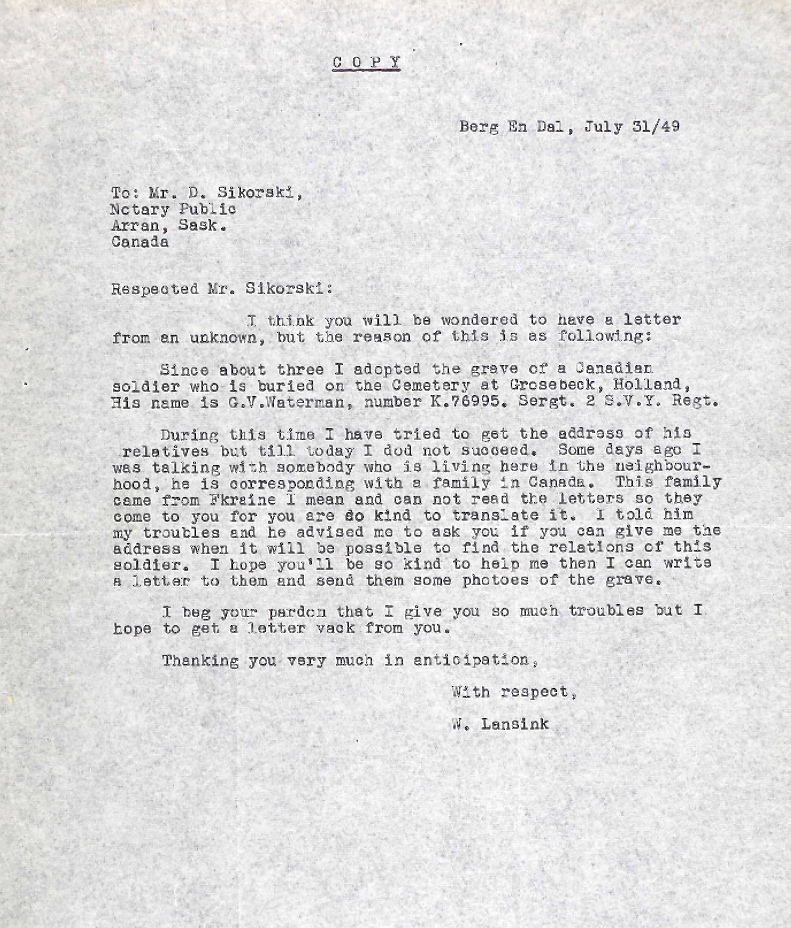 C O P Y
Berg En Dal, July 31/49
To: Mr. D. Sikorski,
Notary Public
Arran, Sask.
Canada
Respected Mr. Sikorski:
I think you will be wondered to have a letter
from an unknown, but the reason of this is as following:
Since about three I adopted the grave of a Canadian
soldier who is buried on the Cemetery at Grosebeck, Holland,
His name is G.V.Waterman, number K.76995. Sergt. 2 S.V.Y. Regt.
During this time I have tried to get the address of his
relatives but till today I dod not succeed. Some days ago I
was talking with somebody who is living here in the neighbour-
hood, he is corresponding with a family in Canada. This family
came from Fkraine I mean and can not read the letters so they
come to you for you are so kind to translate it. I told him
my troubles and he advised me to ask you if you can give me the
address when it will be possible to find the relations of this
soldier. I hope you'll be so kind to help me then I can write
a letter to them and send them some photoes of the grave.
I beg your pardon that I give you so much troubles but I
hope to get a letter vack from you.
Thanking you very much in anticipation,
With respect,
W. Lansink